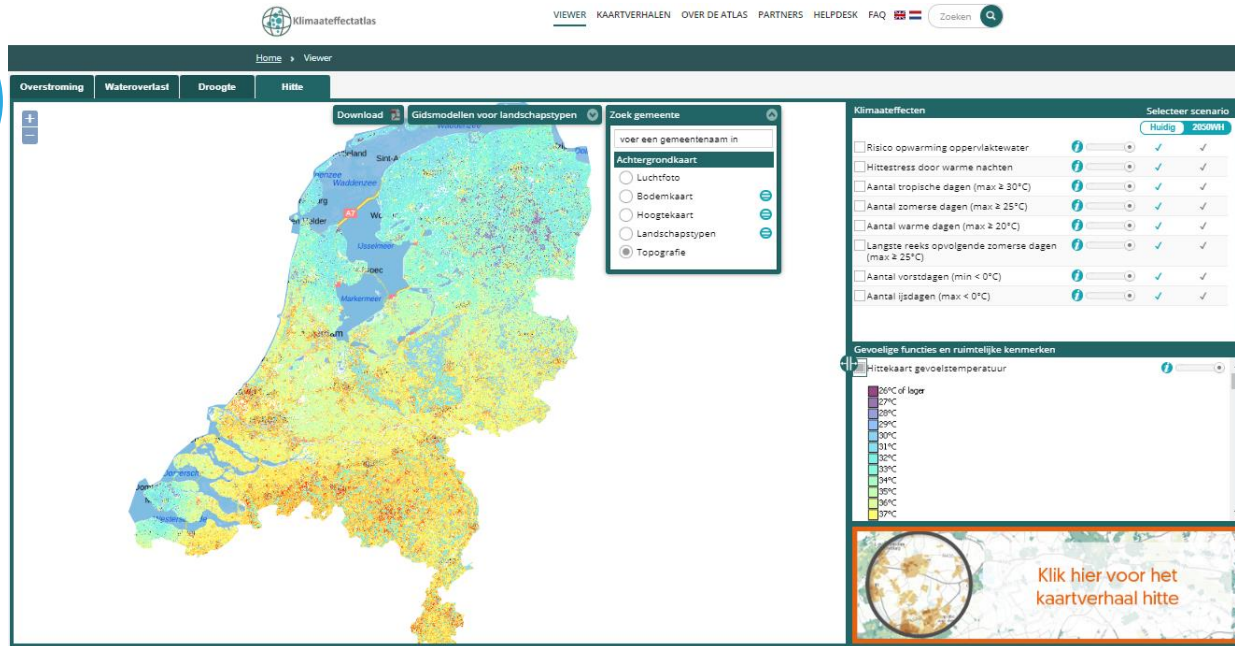 Klimaateffectatlas
VIEWER KAARTVERHALEN OVER DE ATLAS PARTNERS HELPDESK FAQ Zoeken
Home › Viewer
Overstroming Wateroverlast Droogte Hitte
Download Gidsmodellen voor landschapstypen
Zoek gemeente
voer een gemeentenaam in
Achtergrondkaart
Luchtfoto
Bodemkaart
Hoogtekaart
Landschapstypen
Topografie
Waddenzee
A7
IJsselmeer
Markermeer
Klimaateffecten Selecteer scenario
Huidig 2050WH
Risico opwarming oppervlaktewater
Hittestress door warme nachten
Aantal tropische dagen (max ≥ 30°C)
Aantal zomerse dagen (max ≥ 25°C)
Aantal warme dagen (max ≥ 20°C)
Langste reeks opvolgende zomerse dagen
(max ≥ 25°C)
Aantal vorstdagen (min < 0°C)
Aantal ijsdagen (max < 0°C)
Gevoelige functies en ruimtelijke kenmerken
Hittekaart gevoelstemperatuur
26°C of lager
27°C
28°C
29°C
30°C
31°C
32°C
33°C
34°C
35°C
36°C
37°C
Klik hier voor het
kaartverhaal hitte